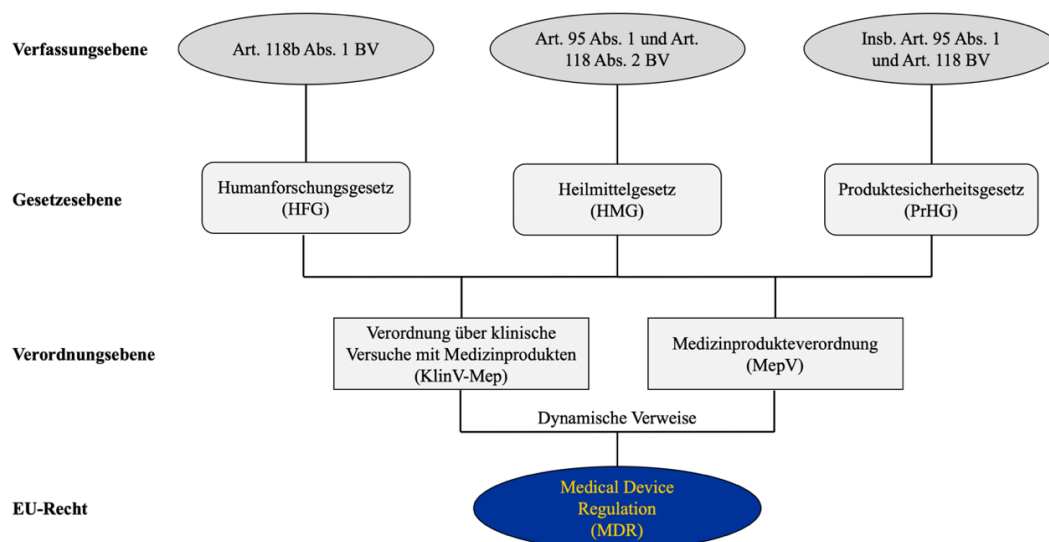 Verfassungsebene
Art. 118b Abs. 1 BV
Art. 95 Abs. 1 und Art.
118 Abs. 2 BV
Insb. Art. 95 Abs. 1
und Art. 118 BV
Gesetzesebene
Humanforschungsgesetz
(HFG)
Heilmittelgesetz
(HMG)
Produktesicherheitsgesetz
(PrHG)
Verordnungsebene
Verordnung über klinische
Versuche mit Medizinprodukten
(KlinV-Mep)
Medizinprodukteverordnung
(MepV)
Dynamische Verweise
EU-Recht
Medical Device
Regulation
(MDR)